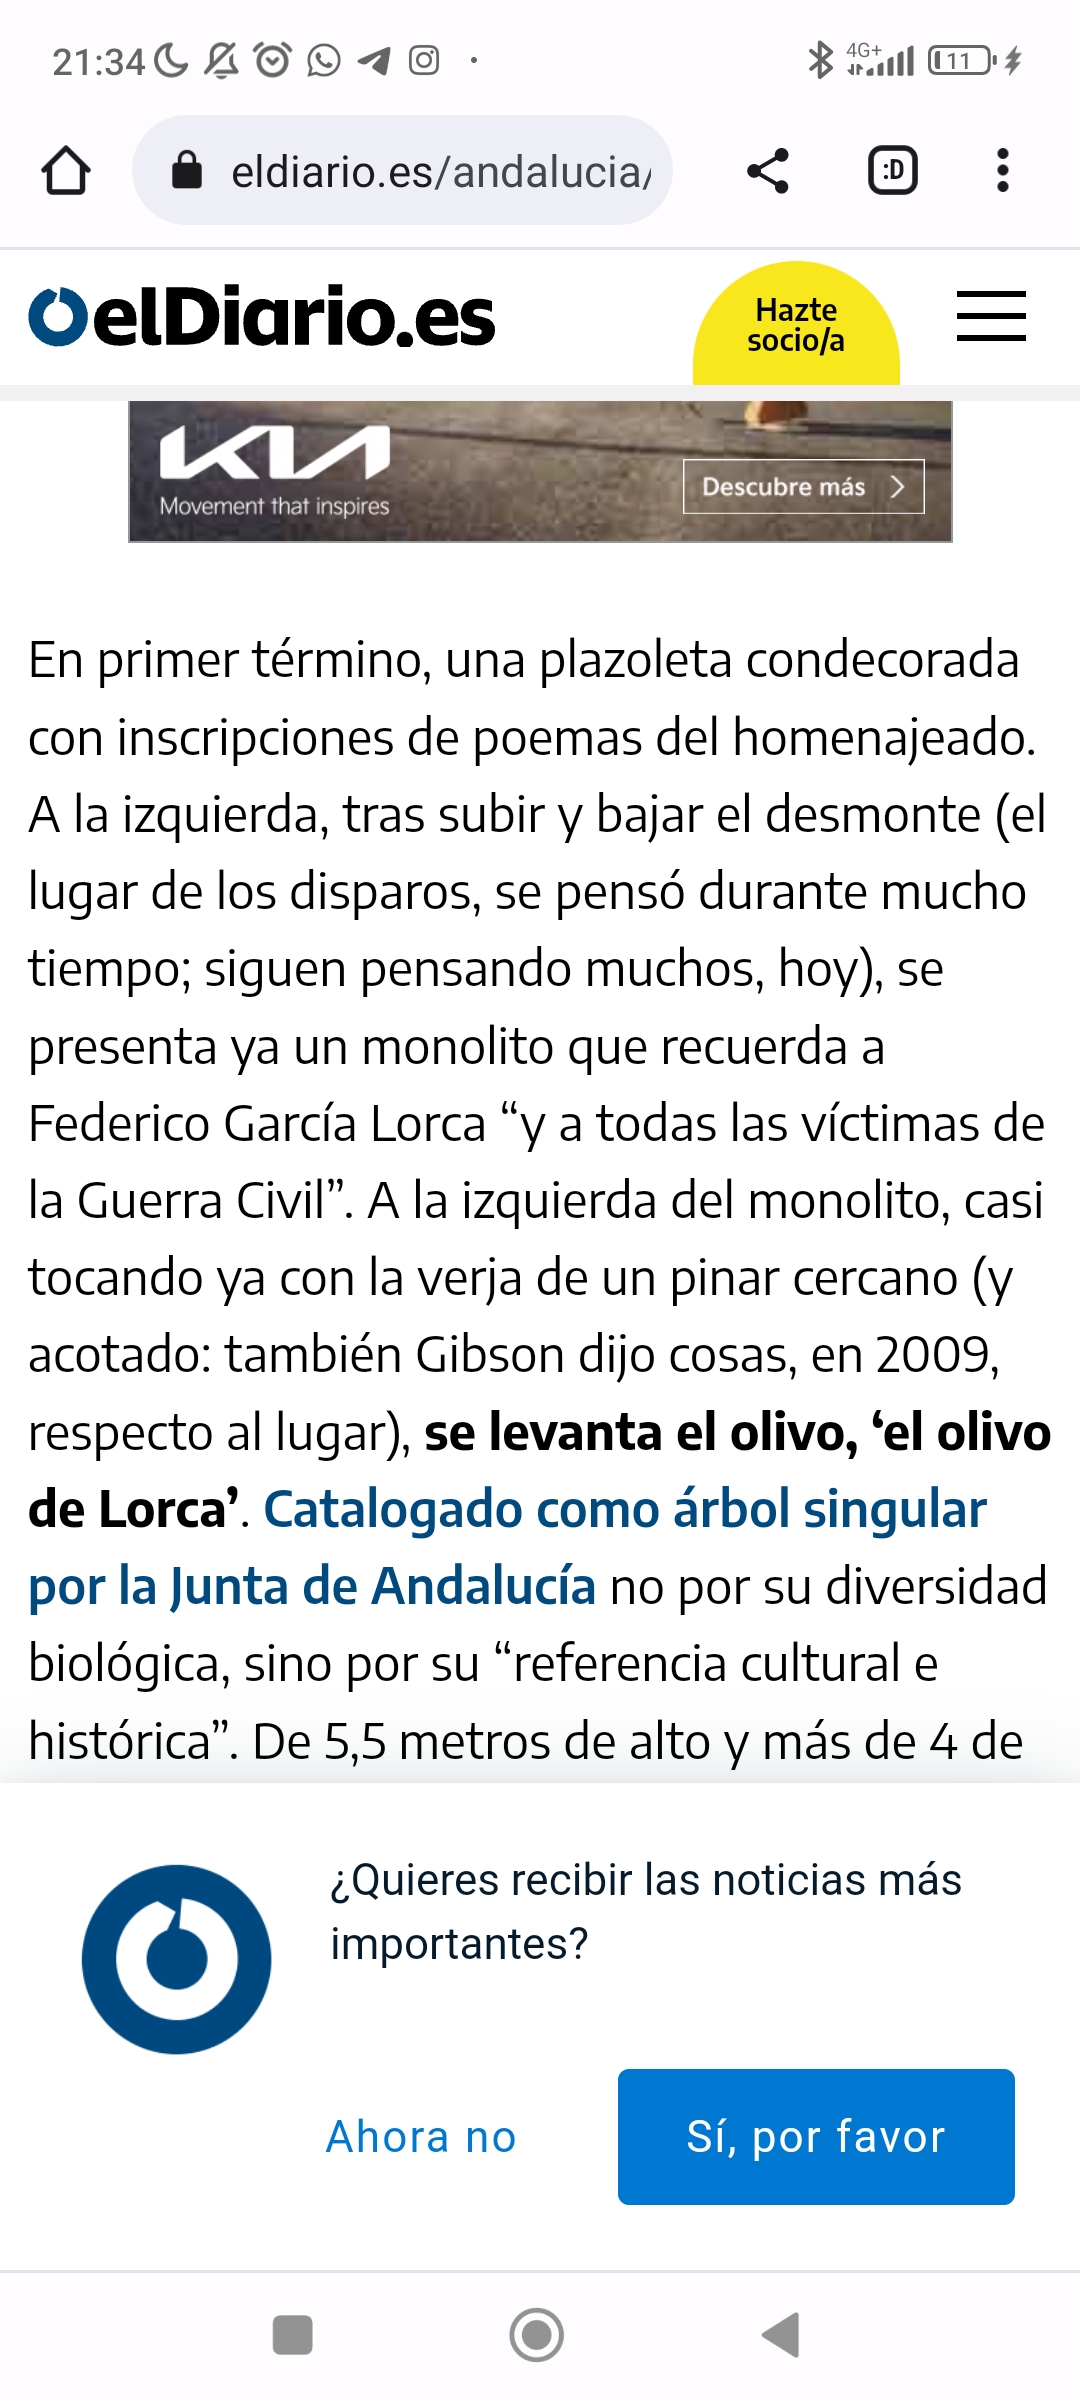 21:34 4G+ 11
eldiario.es/andalucia/ :D
elDiario.es
Hazte
socio/a
KIA
Movement that inspires
Descubre más
En primer término, una plazoleta condecorada
con inscripciones de poemas del homenajeado.
A la izquierda, tras subir y bajar el desmonte (el
lugar de los disparos, se pensó durante mucho
tiempo; siguen pensando muchos, hoy), se
presenta ya un monolito que recuerda a
Federico García Lorca “y a todas las víctimas de
la Guerra Civil”. A la izquierda del monolito, casi
tocando ya con la verja de un pinar cercano (y
acotado: también Gibson dijo cosas, en 2009,
respecto al lugar), se levanta el olivo, ‘el olivo
de Lorca’. Catalogado como árbol singular
por la Junta de Andalucía no por su diversidad
biológica, sino por su “referencia cultural e
histórica”. De 5,5 metros de alto y más de 4 de
¿Quieres recibir las noticias más
importantes?
Ahora no
Sí, por favor